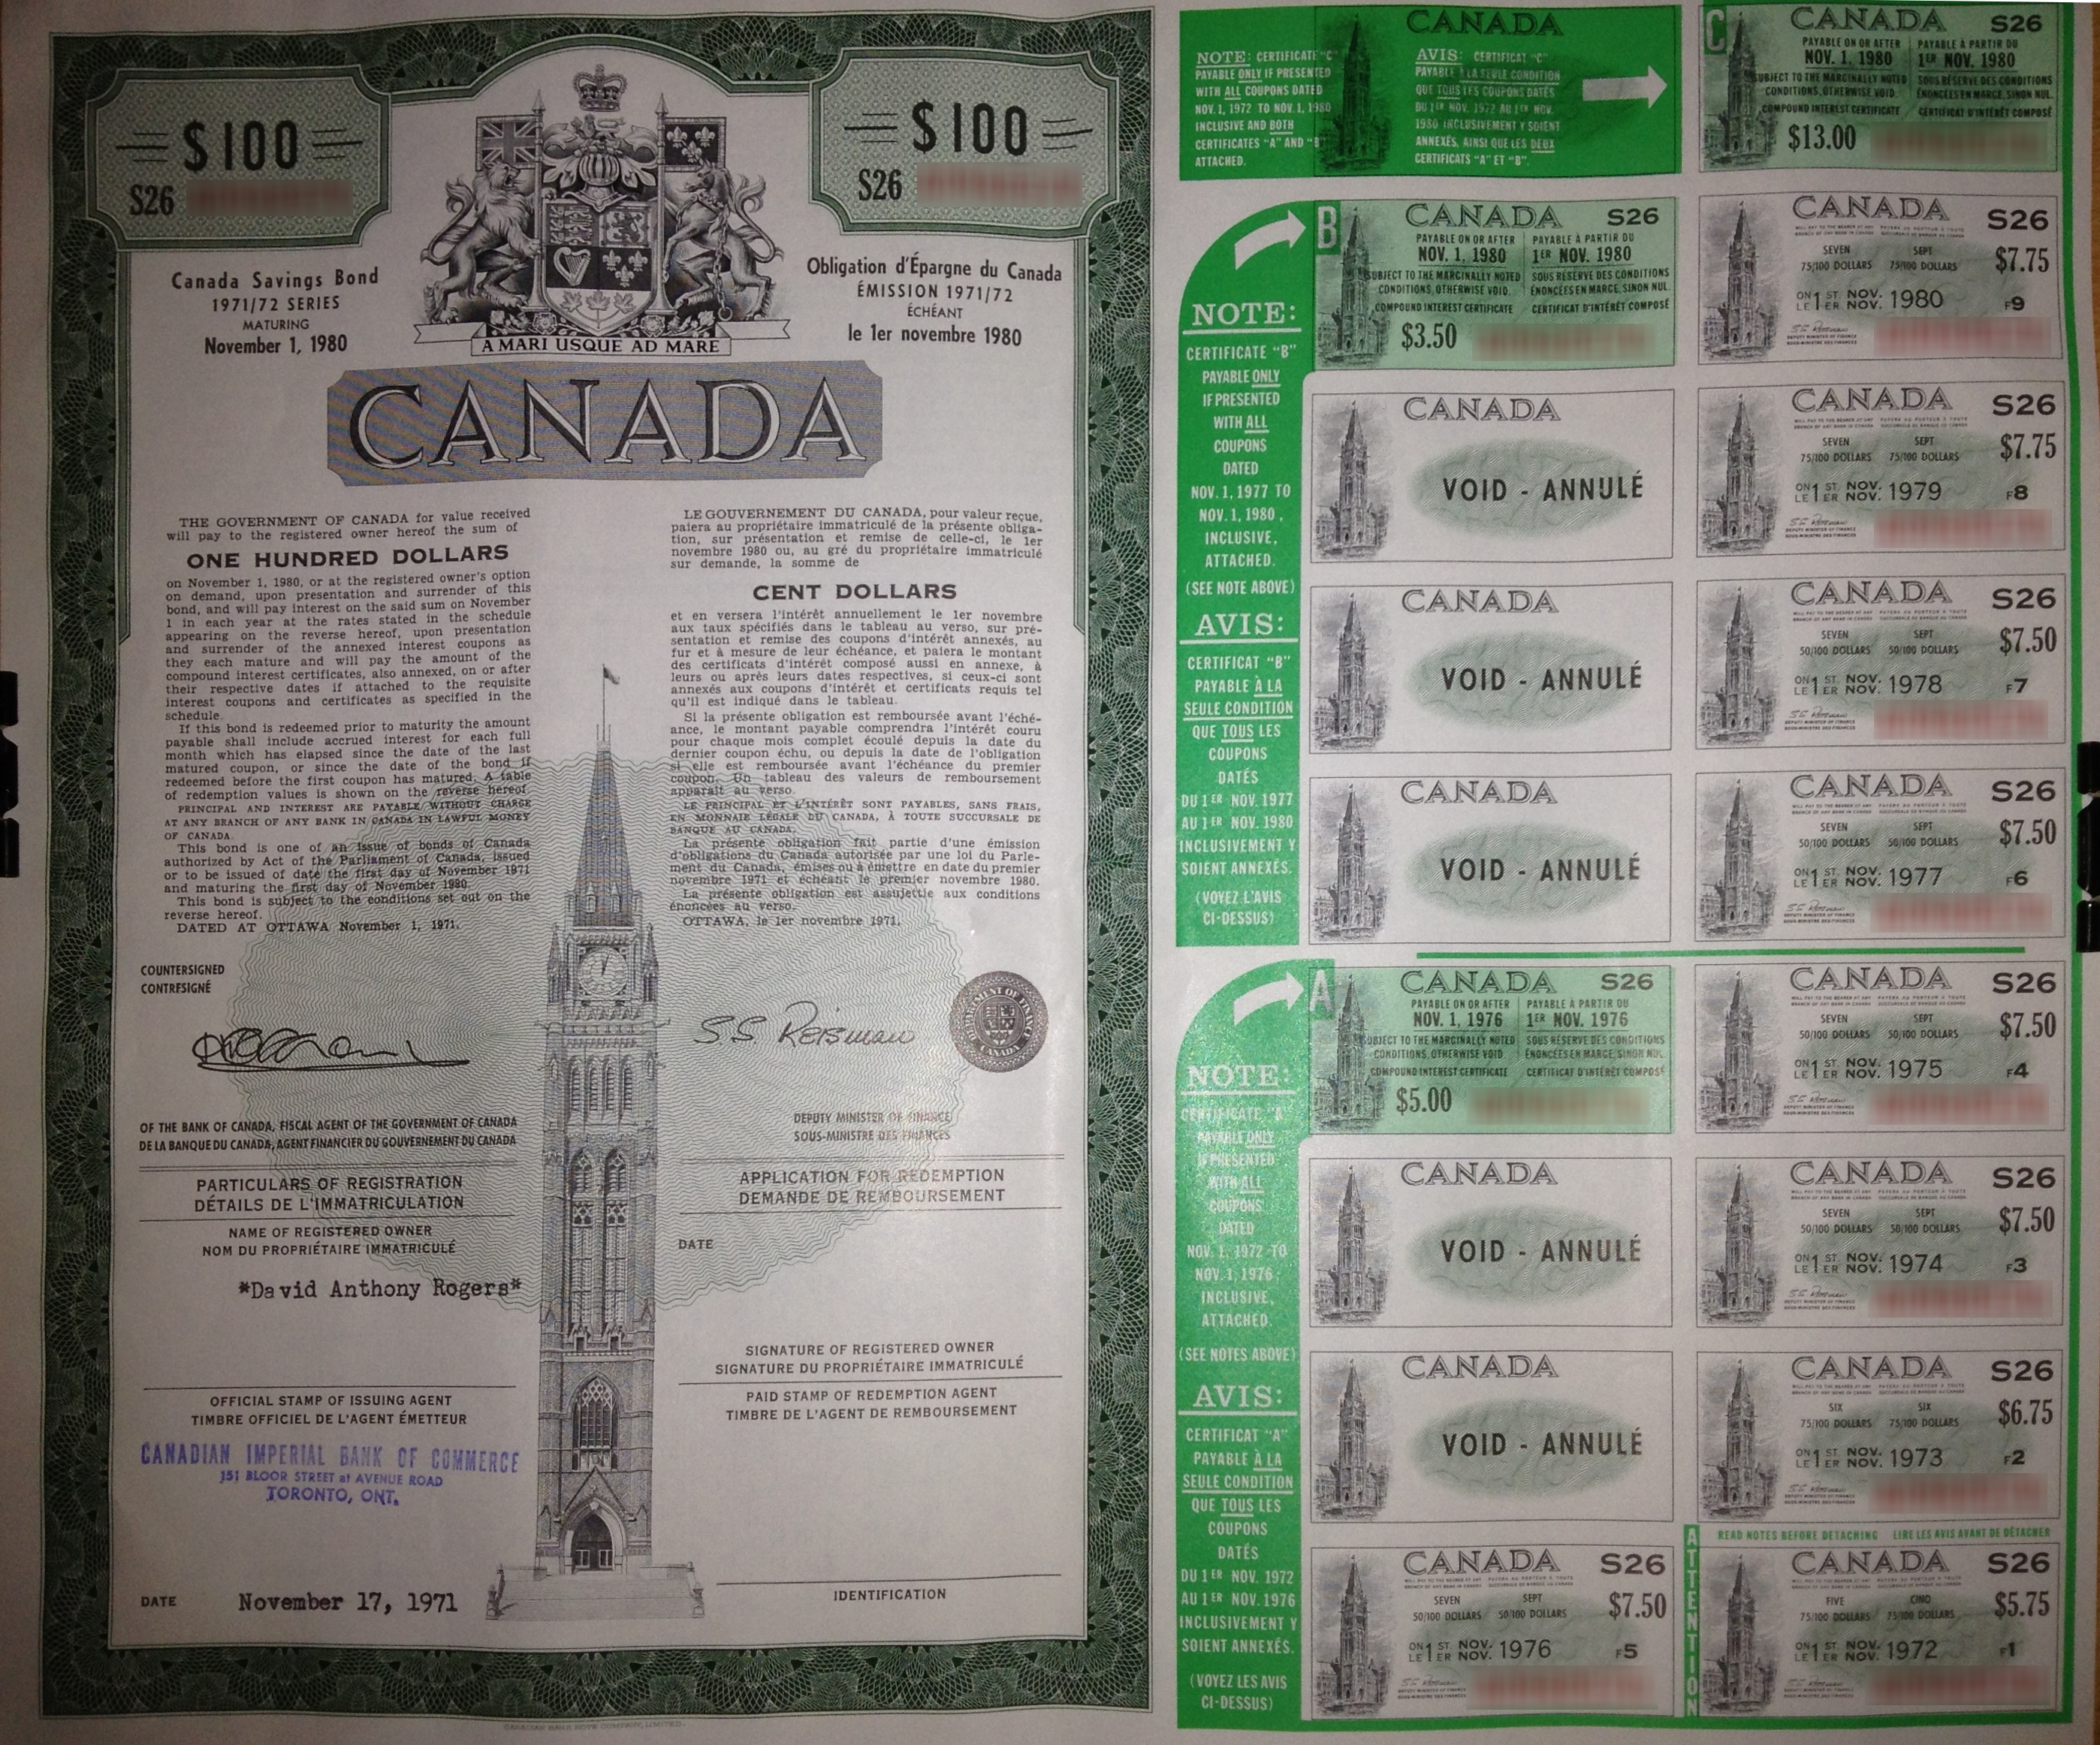 $100
S26
$100
S26
Canada Savings Bond
1971/72 SERIES
MATURING
November 1, 1980
Obligation d'Épargne du Canada
ÉMISSION 1971/72
ÉCHÉANT
le 1er novembre 1980
A MARI USQUE AD MARE
CANADA
THE GOVERNMENT OF CANADA for value received
will pay to the registered owner hereof the sum of
ONE HUNDRED DOLLARS
on November 1, 1980, or at the registered owner's option
on demand, upon presentation and surrender of this
bond, and will pay interest on the said sum on November
1 in each year at the rates stated in the schedule
appearing on the reverse hereof, upon presentation
and surrender of the annexed interest coupons as
they each mature and will pay the amount of the
compound interest certificates, also annexed, on or after
their respective dates if attached to the requisite
interest coupons and certificates as specified in the
schedule.
If this bond is redeemed prior to maturity the amount
payable shall include accrued interest for each full
month which has elapsed since the date of the last
matured coupon, or since the date of the bond if
redeemed before the first coupon has matured. A table
of redemption values is shown on the reverse hereof.
PRINCIPAL AND INTEREST ARE PAYABLE WITHOUT CHARGE
AT ANY BRANCH OF ANY BANK IN CANADA IN LAWFUL MONEY
OF CANADA.
This bond is one of an issue of bonds of Canada
authorized by Act of the Parliament of Canada, issued
or to be issued of date the first day of November 1971
and maturing the first day of November 1980.
This bond is subject to the conditions set out on the
reverse hereof.
DATED AT OTTAWA November 1, 1971.
LE GOUVERNEMENT DU CANADA, pour valeur reçue,
paiera au propriétaire immatriculé de la présente obliga-
tion, sur présentation et remise de celle-ci, le 1er
novembre 1980 ou, au gré du propriétaire immatriculé
sur demande, la somme de
CENT DOLLARS
et en versera l'intérêt annuellement le 1er novembre
aux taux spécifiés dans le tableau au verso, sur pré-
sentation et remise des coupons d'intérêt annexés, au
fur et à mesure de leur échéance, et paiera le montant
des certificats d'intérêt composé aussi en annexe, à
leurs ou après leurs dates respectives, si ceux-ci sont
annexés aux coupons d'intérêt et certificats requis tel
qu'il est indiqué dans le tableau.
Si la présente obligation est remboursée avant l'éché-
ance, le montant payable comprendra l'intérêt couru
pour chaque mois complet écoulé depuis la date du
dernier coupon échu, ou depuis la date de l'obligation
si elle est remboursée avant l'échéance du premier
coupon. Un tableau des valeurs de remboursement
apparaît au verso.
LE PRINCIPAL ET L'INTÉRÊT SONT PAYABLES, SANS FRAIS,
EN MONNAIE LÉGALE DU CANADA, À TOUTE SUCCURSALE DE
BANQUE AU CANADA.
La présente obligation fait partie d'une émission
d'obligations du Canada autorisée par une loi du Parle-
ment du Canada, émises ou à émettre en date du premier
novembre 1971 et échéant le premier novembre 1980.
La présente obligation est assujettie aux conditions
énoncées au verso.
OTTAWA, le 1er novembre 1971.
COUNTERSIGNED
CONTRESIGNÉ
S.S. Reisman
DEPARTMENT OF FINANCE
CANADA
OF THE BANK OF CANADA, FISCAL AGENT OF THE GOVERNMENT OF CANADA
DE LA BANQUE DU CANADA, AGENT FINANCIER DU GOUVERNEMENT DU CANADA
DEPUTY MINISTER OF FINANCE
SOUS-MINISTRE DES FINANCES
PARTICULARS OF REGISTRATION
DÉTAILS DE L'IMMATRICULATION
NAME OF REGISTERED OWNER
NOM DU PROPRIÉTAIRE IMMATRICULÉ
*David Anthony Rogers*
APPLICATION FOR REDEMPTION
DEMANDE DE REMBOURSEMENT
DATE
SIGNATURE OF REGISTERED OWNER
SIGNATURE DU PROPRIÉTAIRE IMMATRICULÉ
OFFICIAL STAMP OF ISSUING AGENT
TIMBRE OFFICIEL DE L'AGENT ÉMETTEUR
PAID STAMP OF REDEMPTION AGENT
TIMBRE DE L'AGENT DE REMBOURSEMENT
CANADIAN IMPERIAL BANK OF COMMERCE
151 BLOOR STREET at AVENUE ROAD
TORONTO, ONT.
DATE November 17, 1971
IDENTIFICATION
CANADIAN BANK NOTE COMPANY, LIMITED.
CANADA
NOTE: CERTIFICATE "C"
PAYABLE ONLY IF PRESENTED
WITH ALL COUPONS DATED
NOV. 1, 1972 TO NOV. 1, 1980
INCLUSIVE AND BOTH
CERTIFICATES "A" AND "B"
ATTACHED.
AVIS: CERTIFICAT "C"
PAYABLE À LA SEULE CONDITION
QUE TOUS LES COUPONS DATÉS
DU 1ER NOV. 1972 AU 1ER NOV.
1980 INCLUSIVEMENT Y SOIENT
ANNEXÉS, AINSI QUE LES DEUX
CERTIFICATS "A" ET "B".
C
CANADA S26
PAYABLE ON OR AFTER
NOV. 1, 1980
PAYABLE À PARTIR DU
1ER NOV. 1980
SUBJECT TO THE MARGINALLY NOTED
CONDITIONS, OTHERWISE VOID.
SOUS RÉSERVE DES CONDITIONS
ÉNONCÉES EN MARGE, SINON NUL.
COMPOUND INTEREST CERTIFICATE
CERTIFICAT D'INTÉRÊT COMPOSÉ
$13.00
B
CANADA S26
PAYABLE ON OR AFTER
NOV. 1, 1980
PAYABLE À PARTIR DU
1ER NOV. 1980
SUBJECT TO THE MARGINALLY NOTED
CONDITIONS, OTHERWISE VOID.
SOUS RÉSERVE DES CONDITIONS
ÉNONCÉES EN MARGE, SINON NUL.
COMPOUND INTEREST CERTIFICATE
CERTIFICAT D'INTÉRÊT COMPOSÉ
$3.50
CANADA S26
SEVEN SEPT
75/100 DOLLARS 75/100 DOLLARS
$7.75
ON 1 ST. NOV. 1980
LE 1 ER NOV.
F9
NOTE:
CERTIFICATE "B"
PAYABLE ONLY
IF PRESENTED
WITH ALL
COUPONS
DATED
NOV. 1, 1977 TO
NOV. 1, 1980,
INCLUSIVE,
ATTACHED.
(SEE NOTE ABOVE)
AVIS:
CERTIFICAT "B"
PAYABLE À LA
SEULE CONDITION
QUE TOUS LES
COUPONS
DATÉS
DU 1ER NOV. 1977
AU 1ER NOV. 1980
INCLUSIVEMENT Y
SOIENT ANNEXÉS.
(VOYEZ L'AVIS
CI-DESSUS)
CANADA
VOID - ANNULÉ
CANADA S26
SEVEN SEPT
75/100 DOLLARS 75/100 DOLLARS
$7.75
ON 1 ST. NOV. 1979
LE 1 ER NOV.
F8
CANADA
VOID - ANNULÉ
CANADA S26
SEVEN SEPT
50/100 DOLLARS 50/100 DOLLARS
$7.50
ON 1 ST. NOV. 1978
LE 1 ER NOV.
F7
CANADA
VOID - ANNULÉ
CANADA S26
SEVEN SEPT
50/100 DOLLARS 50/100 DOLLARS
$7.50
ON 1 ST. NOV. 1977
LE 1 ER NOV.
F6
A
CANADA S26
PAYABLE ON OR AFTER
NOV. 1, 1976
PAYABLE À PARTIR DU
1ER NOV. 1976
SUBJECT TO THE MARGINALLY NOTED
CONDITIONS, OTHERWISE VOID
SOUS RÉSERVE DES CONDITIONS
ÉNONCÉES EN MARGE, SINON NUL.
COMPOUND INTEREST CERTIFICATE
CERTIFICAT D'INTÉRÊT COMPOSÉ
$5.00
CANADA S26
SEVEN SEPT
50/100 DOLLARS 50/100 DOLLARS
$7.50
ON 1 ST. NOV. 1975
LE 1 ER NOV.
F4
NOTE:
CERTIFICATE "A"
PAYABLE ONLY
IF PRESENTED
WITH ALL
COUPONS
DATED
NOV. 1, 1972 TO
NOV. 1, 1976
INCLUSIVE,
ATTACHED.
(SEE NOTES ABOVE)
AVIS:
CERTIFICAT "A"
PAYABLE À LA
SEULE CONDITION
QUE TOUS LES
COUPONS
DATÉS
DU 1ER NOV. 1972
AU 1ER NOV. 1976
INCLUSIVEMENT Y
SOIENT ANNEXÉS.
(VOYEZ LES AVIS
CI-DESSUS)
CANADA
VOID - ANNULÉ
CANADA S26
SEVEN SEPT
50/100 DOLLARS 50/100 DOLLARS
$7.50
ON 1 ST. NOV. 1974
LE 1 ER NOV.
F3
CANADA
VOID - ANNULÉ
CANADA S26
SIX SIX
75/100 DOLLARS 75/100 DOLLARS
$6.75
ON 1 ST. NOV. 1973
LE 1 ER NOV.
F2
ATTENTION
READ NOTES BEFORE DETACHING LIRE LES AVIS AVANT DE DÉTACHER
CANADA S26
SEVEN SEPT
50/100 DOLLARS 50/100 DOLLARS
$7.50
ON 1 ST. NOV. 1976
LE 1 ER NOV.
F5
CANADA S26
FIVE CINQ
75/100 DOLLARS 75/100 DOLLARS
$5.75
ON 1 ST. NOV. 1972
LE 1 ER NOV.
F1